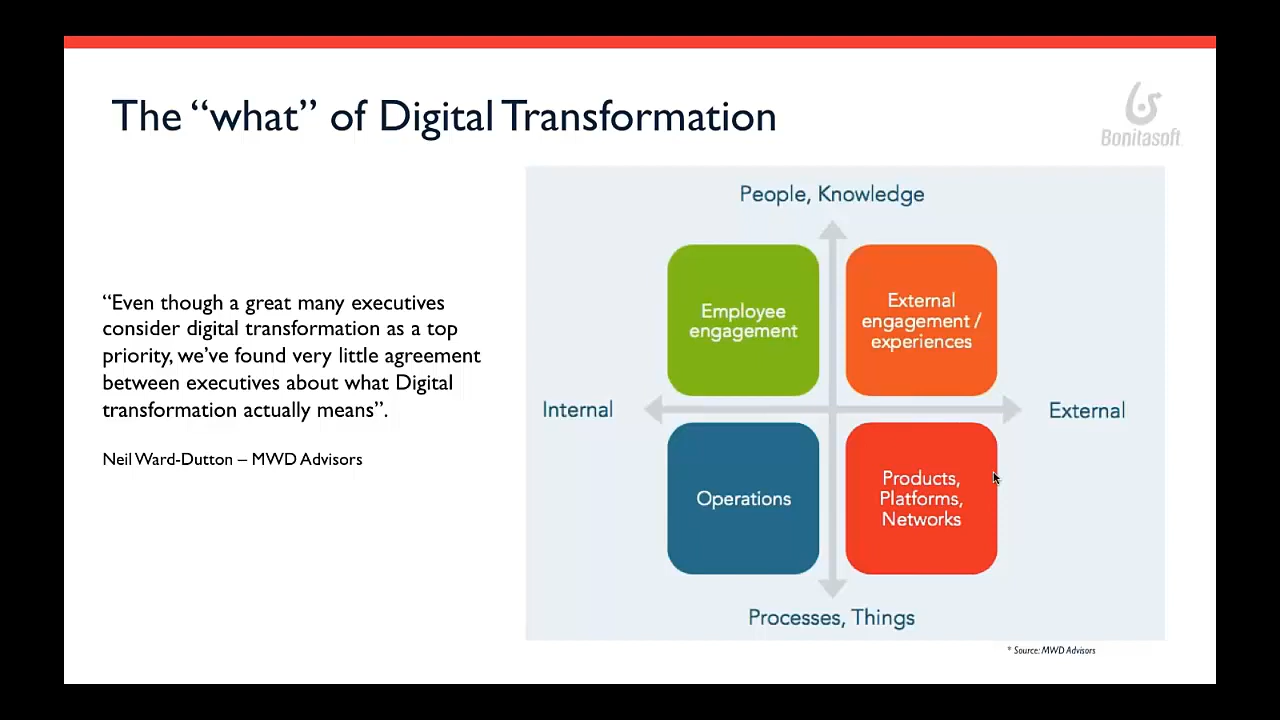 The “what” of Digital Transformation
Bonitasoft
“Even though a great many executives
consider digital transformation as a top
priority, we’ve found very little agreement
between executives about what Digital
transformation actually means”.
Neil Ward-Dutton – MWD Advisors
People, Knowledge
Employee
engagement
External
engagement /
experiences
Internal
External
Operations
Products,
Platforms,
Networks
Processes, Things
* Source: MWD Advisors